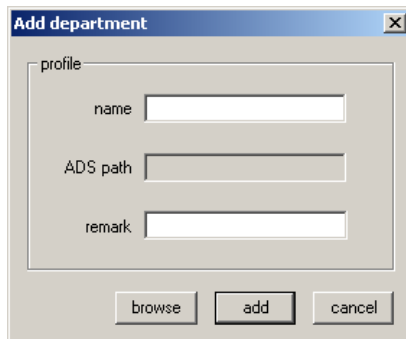 Add department
profile
name
ADS path
remark
browse add cancel